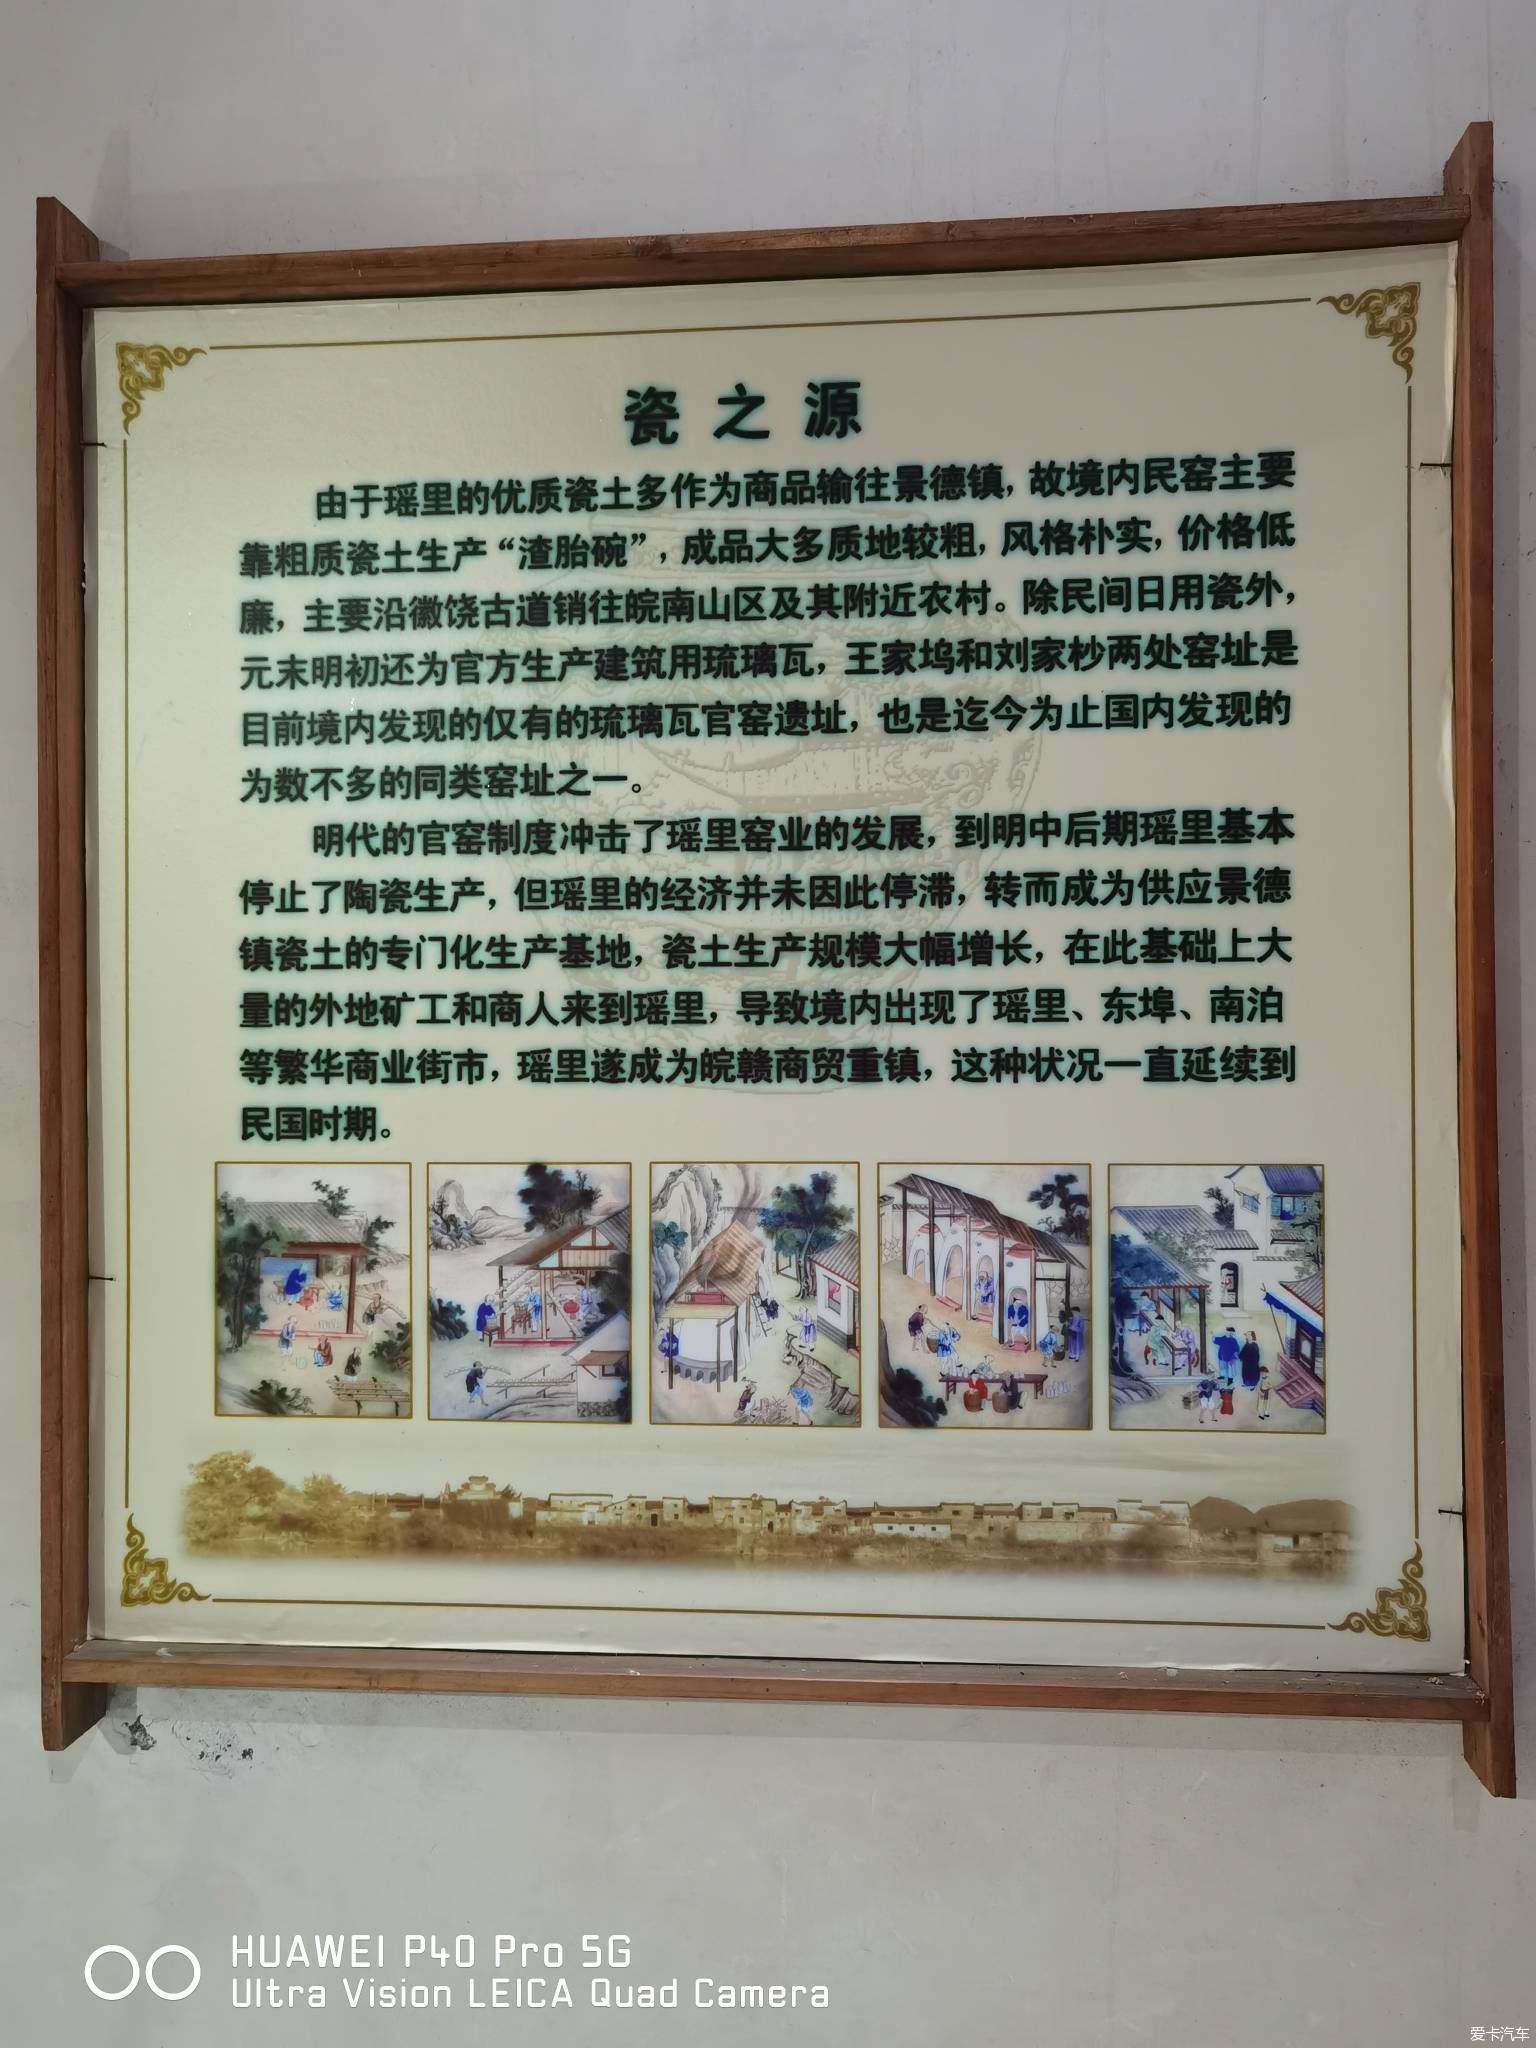 瓷之源
由于瑶里的优质瓷土多作为商品输往景德镇，故境内民窑主要
靠粗质瓷土生产“渣胎碗”，成品大多质地较粗，风格朴实，价格低
廉，主要沿徽饶古道销往皖南山区及其附近农村。除民间日用瓷外，
元末明初还为官方生产建筑用琉璃瓦，王家坞和刘家杪两处窑址是
目前境内发现的仅有的琉璃瓦官窑遗址，也是迄今为止国内发现的
为数不多的同类窑址之一。
明代的官窑制度冲击了瑶里窑业的发展，到明中后期瑶里基本
停止了陶瓷生产，但瑶里的经济并未因此停滞，转而成为供应景德
镇瓷土的专门化生产基地，瓷土生产规模大幅增长，在此基础上大
量的外地矿工和商人来到瑶里，导致境内出现了瑶里、东埠、南泊
等繁华商业街市，瑶里遂成为皖赣商贸重镇，这种状况一直延续到
民国时期。
HUAWEI P40 Pro 5G
Ultra Vision LEICA Quad Camera
爱卡汽车